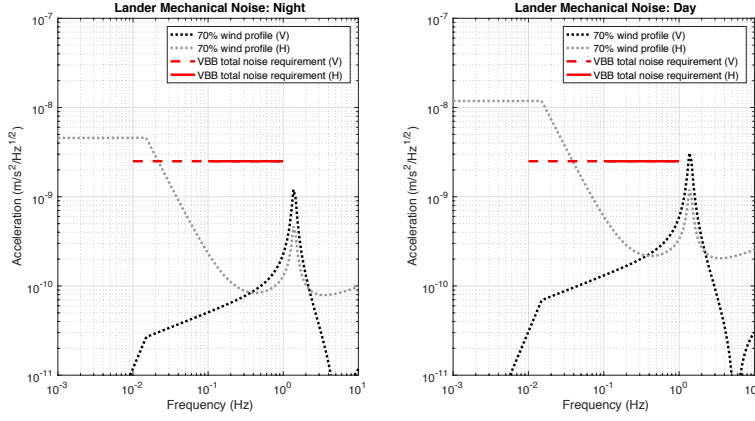 Lander Mechanical Noise: Night
70% wind profile (V)
70% wind profile (H)
VBB total noise requirement (V)
VBB total noise requirement (H)
Acceleration (m/s²/Hz^1/2)
10^-7
10^-8
10^-9
10^-10
10^-11
10^-3
10^-2
10^-1
10^0
10^1
Frequency (Hz)
Lander Mechanical Noise: Day
70% wind profile (V)
70% wind profile (H)
VBB total noise requirement (V)
VBB total noise requirement (H)
Acceleration (m/s²/Hz^1/2)
10^-7
10^-8
10^-9
10^-10
10^-11
10^-3
10^-2
10^-1
10^0
10^1
Frequency (Hz)